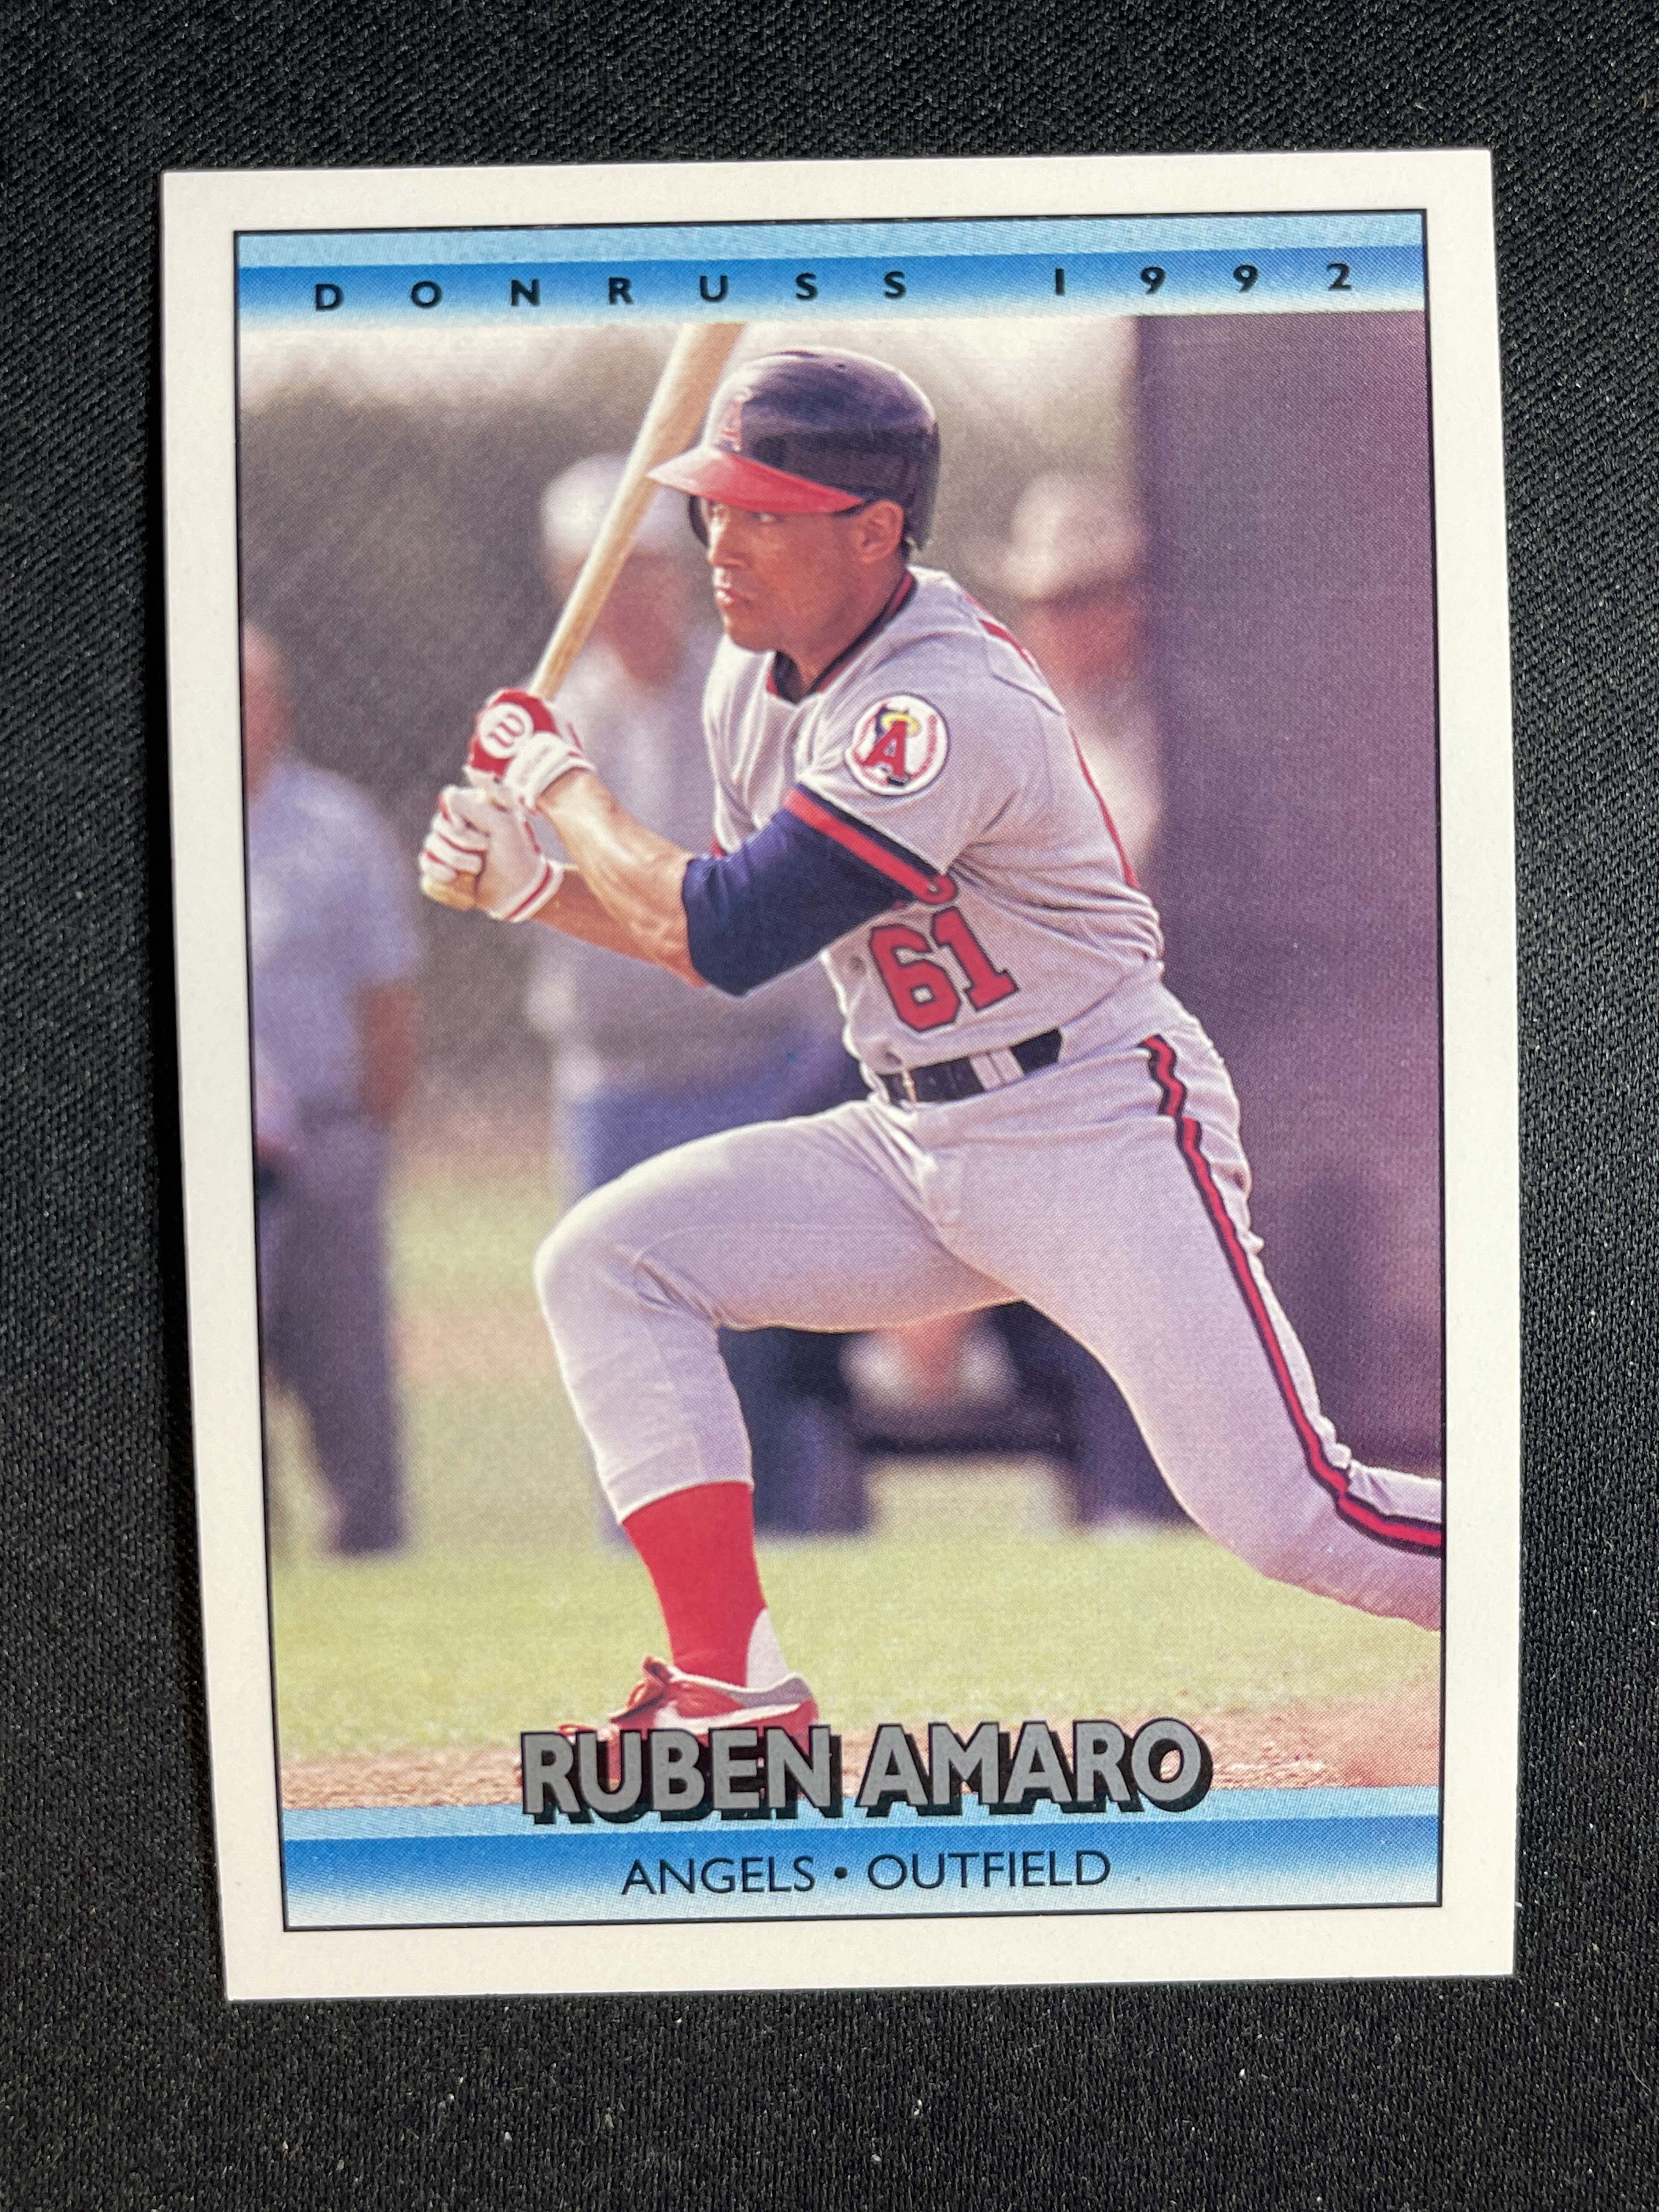 DONRUSS 1992
A
A
61
RUBEN AMARO
ANGELS • OUTFIELD